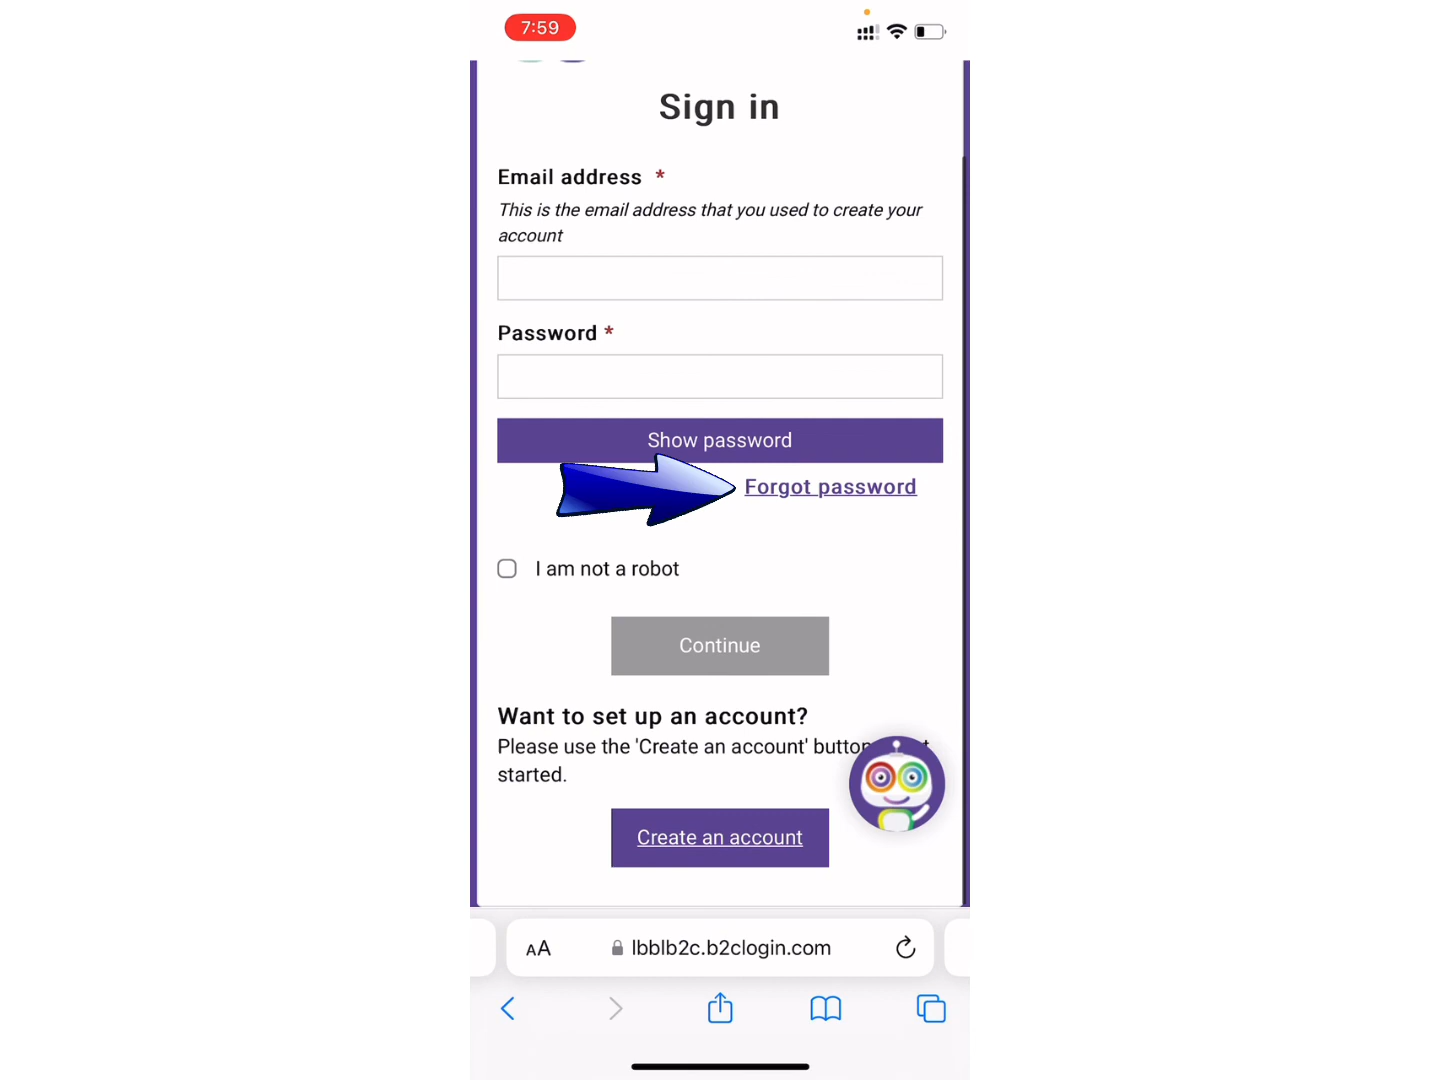 7:59
Sign in
Email address *
This is the email address that you used to create your
account
Password *
Show password
Forgot password
I am not a robot
Continue
Want to set up an account?
Please use the 'Create an account' button
started.
Create an account
AA
lbblb2c.b2clogin.com